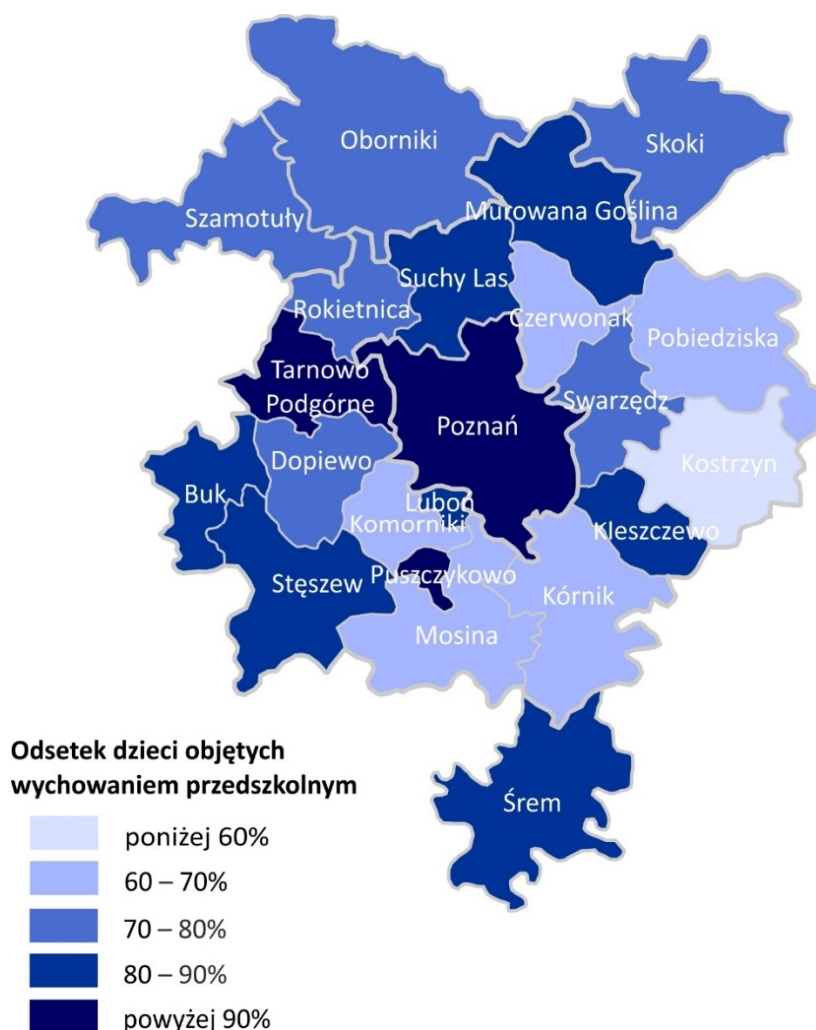 Oborniki
Skoki
Szamotuły
Murowana Goślina
Suchy Las
Rokietnica
Czerwonak
Pobiedziska
Tarnowo
Podgórne
Swarzędz
Poznań
Dopiewo
Kostrzyn
Buk
Luboń
Komorniki
Kleszczewo
Stęszew
Puszczykowo
Kórnik
Mosina
Śrem
Odsetek dzieci objętych
wychowaniem przedszkolnym
poniżej 60%
60 – 70%
70 – 80%
80 – 90%
powyżej 90%